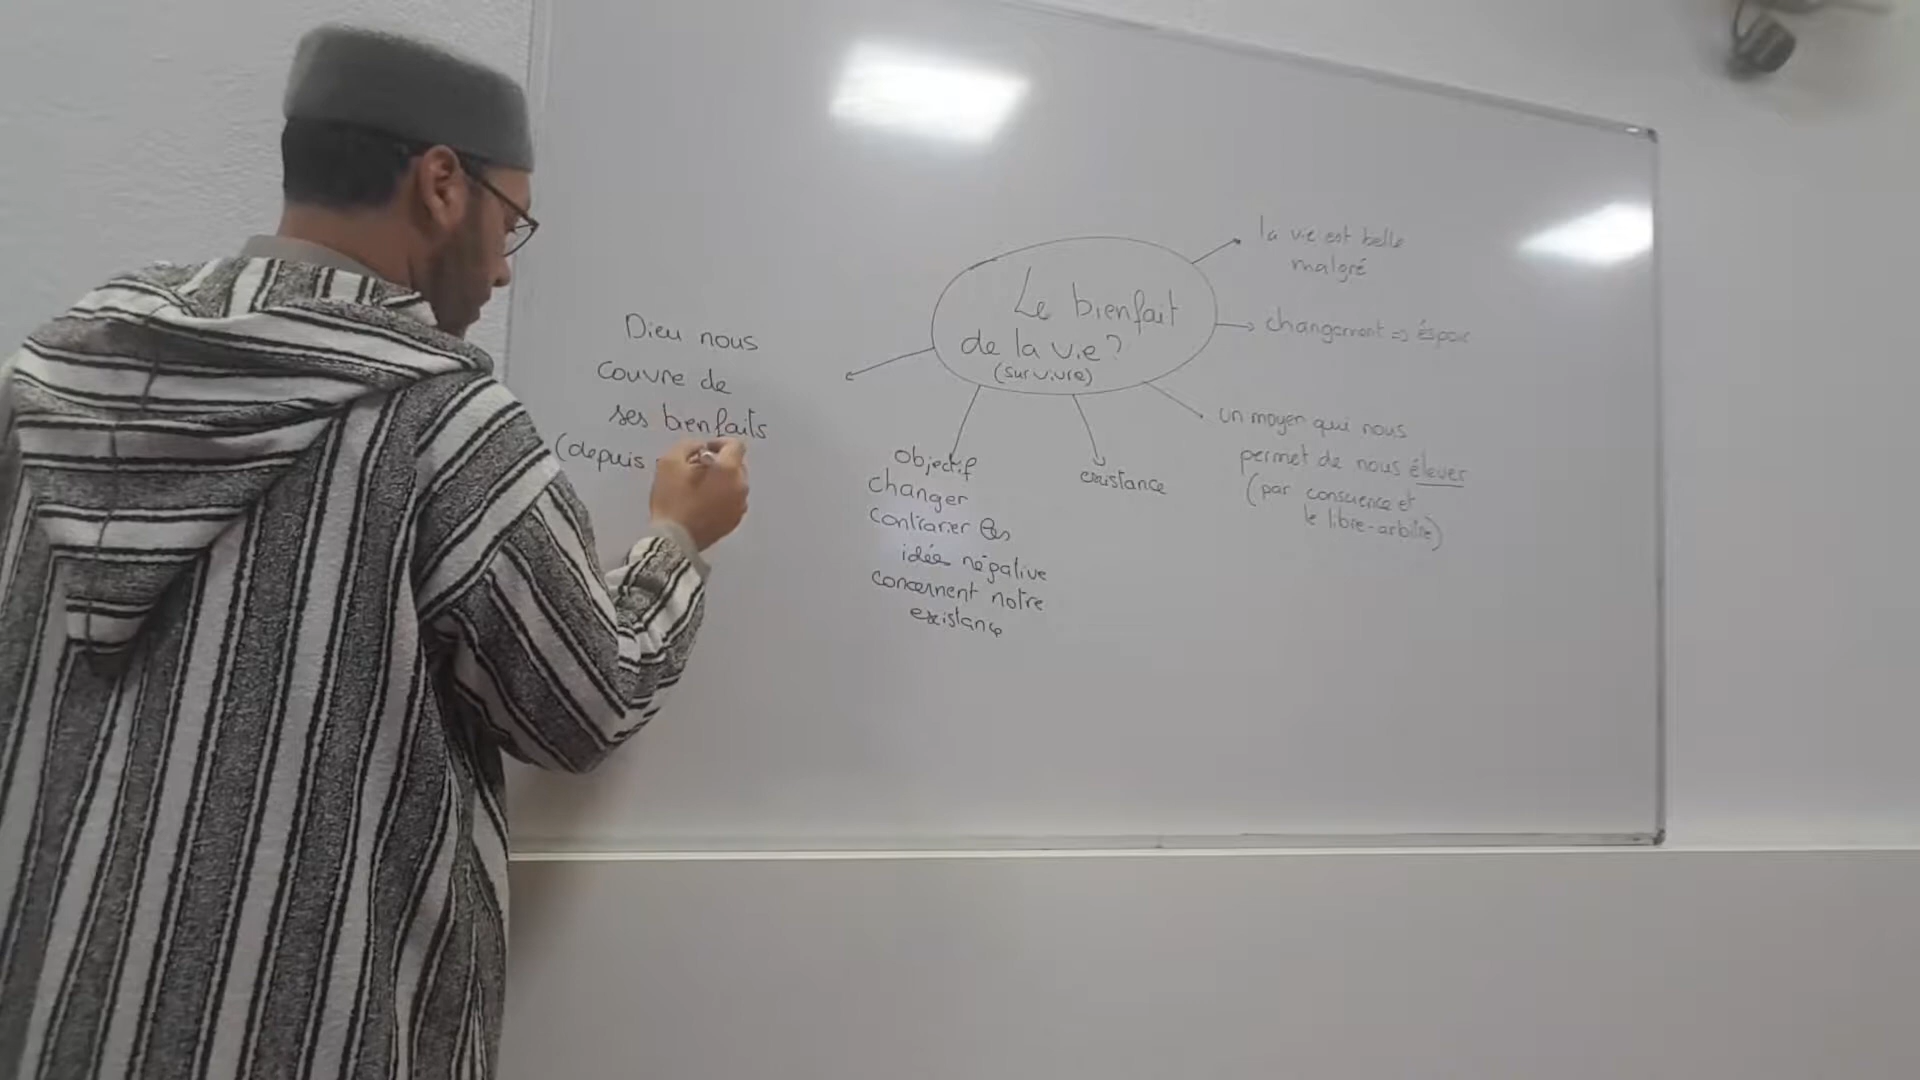 Le bienfait
de la vie?
(survivre)
la vie est belle
malgré
changement => éspoir
un moyen qui nous
permet de nous élever
(par conscience et
le libre-arbitre)
existance
objectif
changer
contrarier les
idées négative
concernent notre
existance
Dieu nous
couvre de
ses bienfaits
(depuis